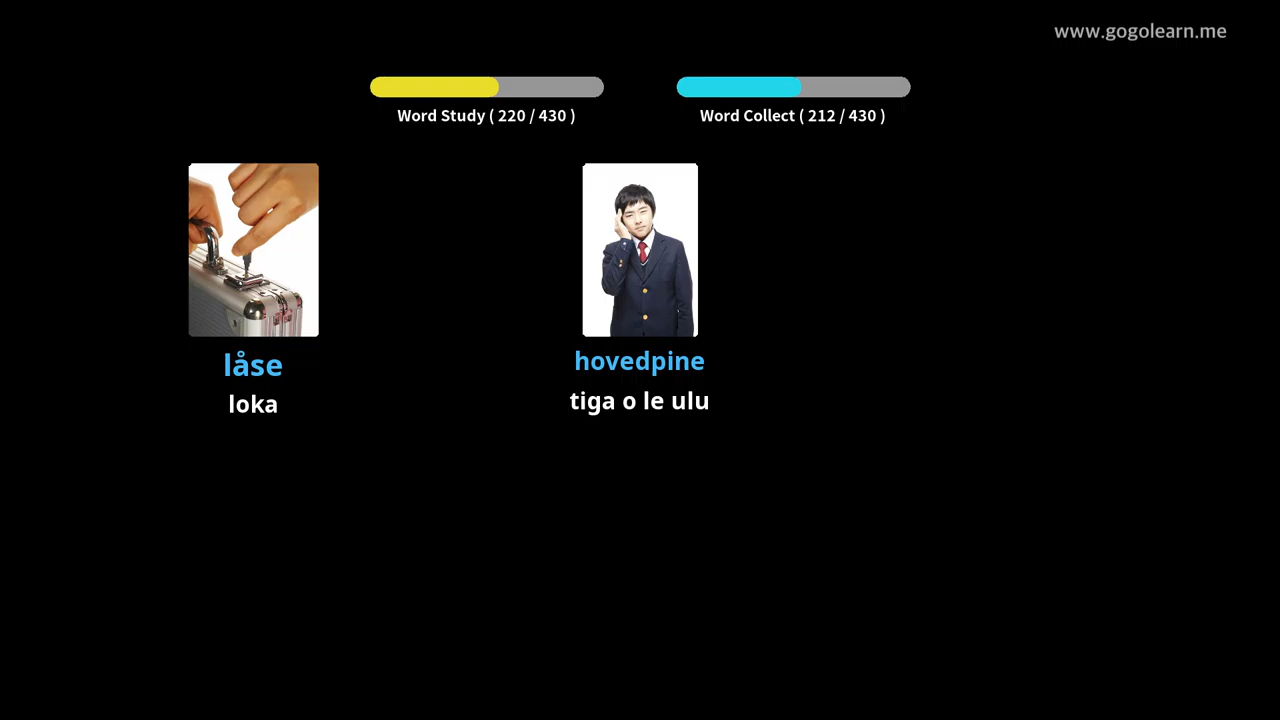 www.gogolearn.me
Word Study ( 220 / 430 )
Word Collect ( 212 / 430 )
låse
loka
hovedpine
tiga o le ulu